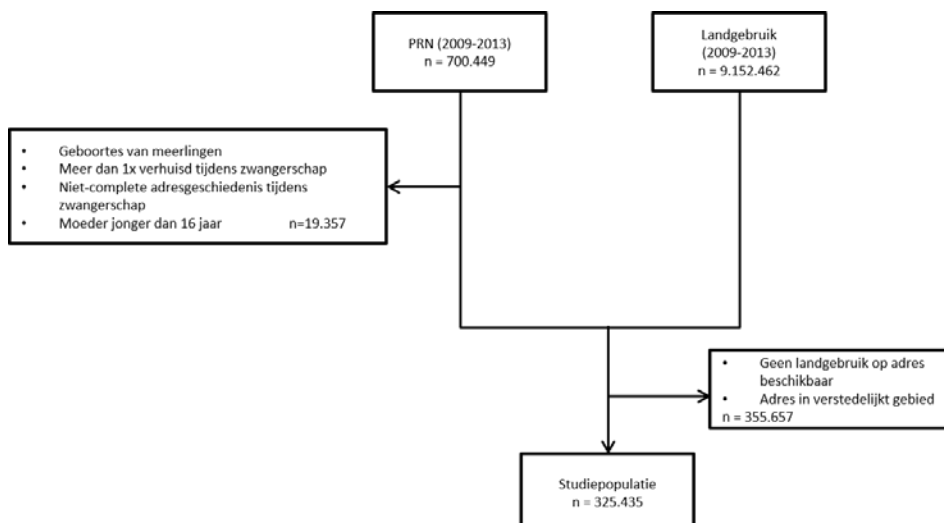 PRN (2009-2013)
n = 700.449
Landgebruik
(2009-2013)
n = 9.152.462
• Geboortes van meerlingen
• Meer dan 1x verhuisd tijdens zwangerschap
• Niet-complete adresgeschiedenis tijdens
zwangerschap
• Moeder jonger dan 16 jaar n=19.357
• Geen landgebruik op adres
beschikbaar
• Adres in verstedelijkt gebied
n = 355.657
Studiepopulatie
n = 325.435